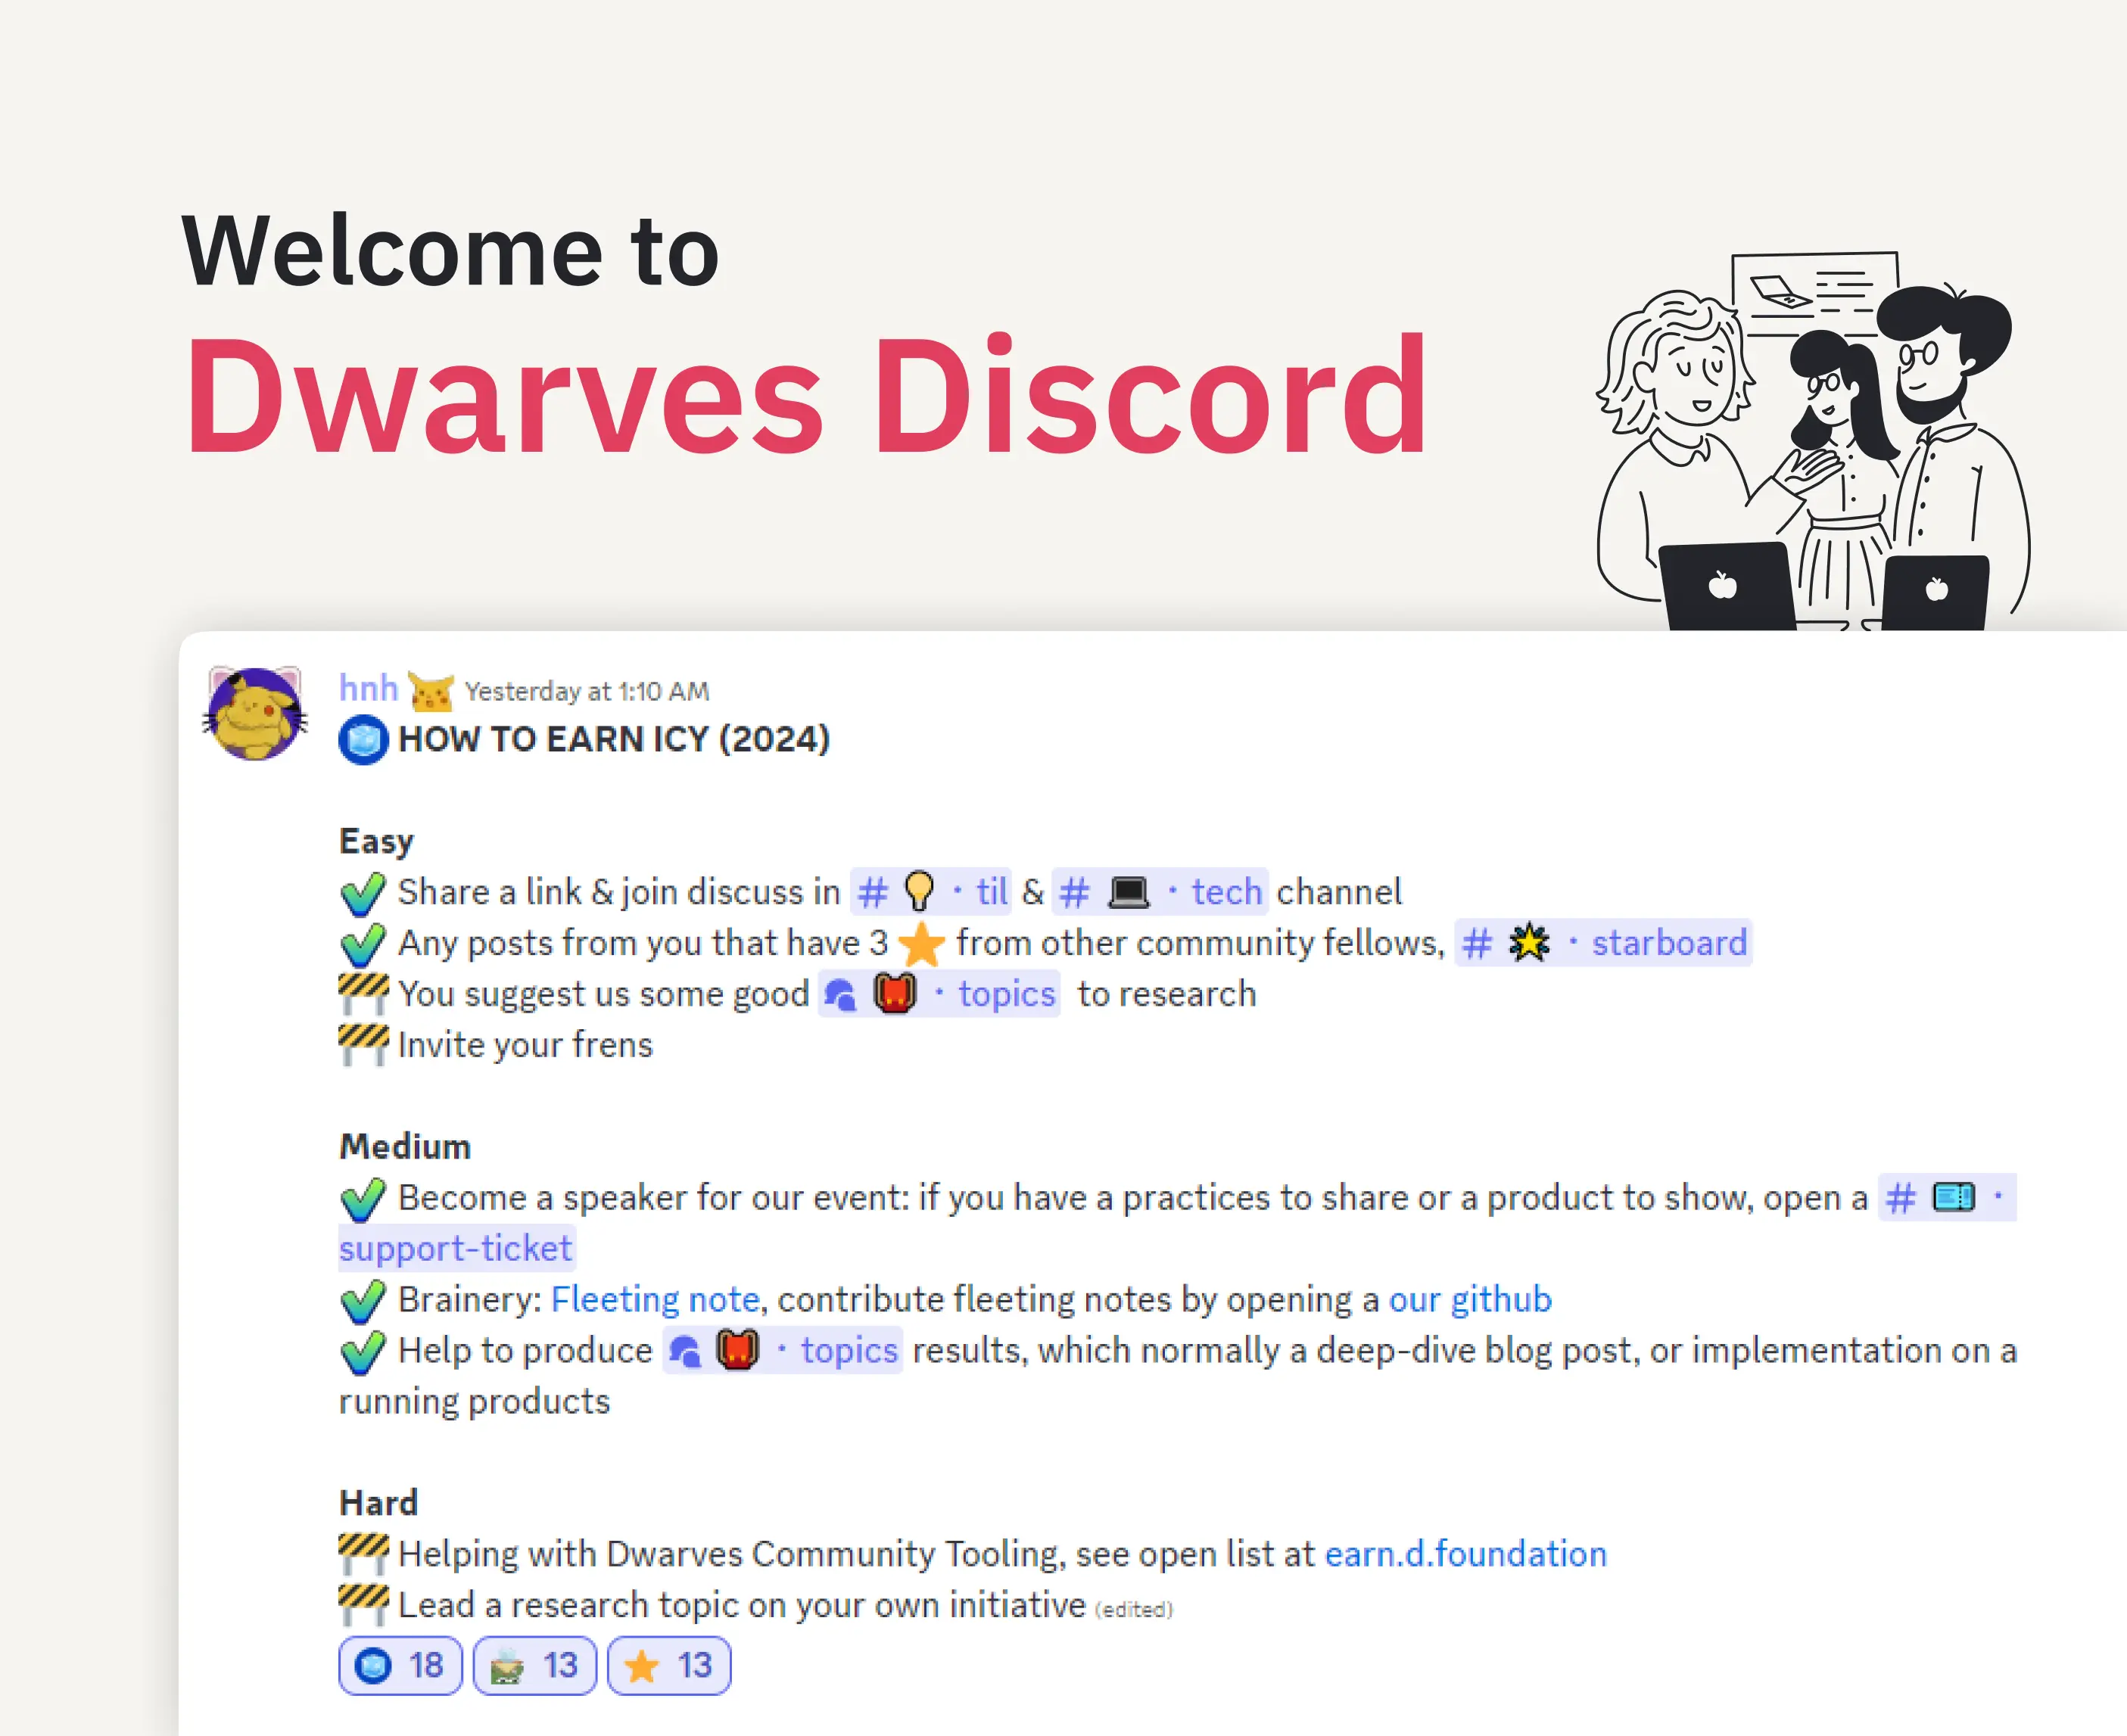 Welcome to
Dwarves Discord
hnh Yesterday at 1:10 AM
HOW TO EARN ICY (2024)
Easy
Share a link & join discuss in # · til & # · tech channel
Any posts from you that have 3 from other community fellows, # · starboard
You suggest us some good · topics to research
Invite your frens
Medium
Become a speaker for our event: if you have a practices to share or a product to show, open a # ·
support-ticket
Brainery: Fleeting note, contribute fleeting notes by opening a our github
Help to produce · topics results, which normally a deep-dive blog post, or implementation on a
running products
Hard
Helping with Dwarves Community Tooling, see open list at earn.d.foundation
Lead a research topic on your own initiative (edited)
18 13 13